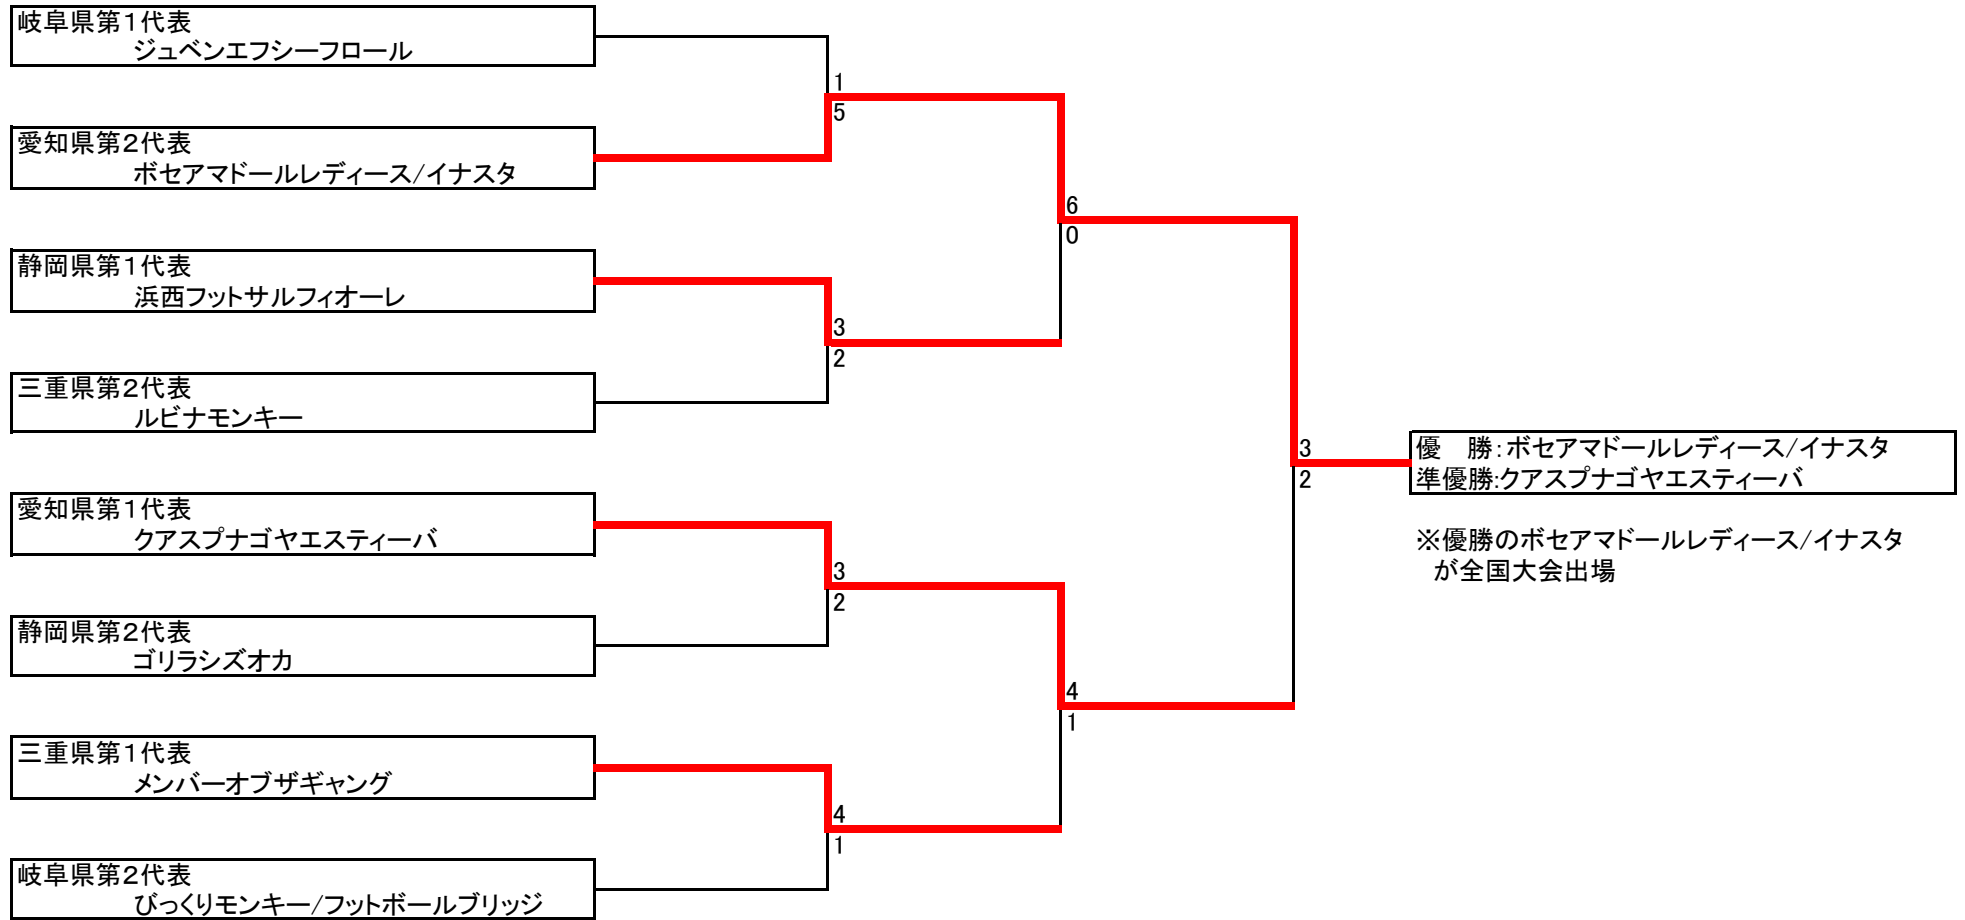 岐阜県第１代表
ジュベンエフシーフロール
1
5
愛知県第２代表
ボセアマドールレディース/イナスタ
6
0
静岡県第１代表
浜西フットサルフィオーレ
3
2
三重県第２代表
ルビナモンキー
3
2
優　勝：ボセアマドールレディース/イナスタ
準優勝：クアスプナゴヤエスティーバ
愛知県第１代表
クアスプナゴヤエスティーバ
※優勝のボセアマドールレディース/イナスタ
が全国大会出場
3
2
静岡県第２代表
ゴリラシズオカ
4
1
三重県第１代表
メンバーオブザギャング
4
1
岐阜県第２代表
びっくりモンキー/フットボールブリッジ